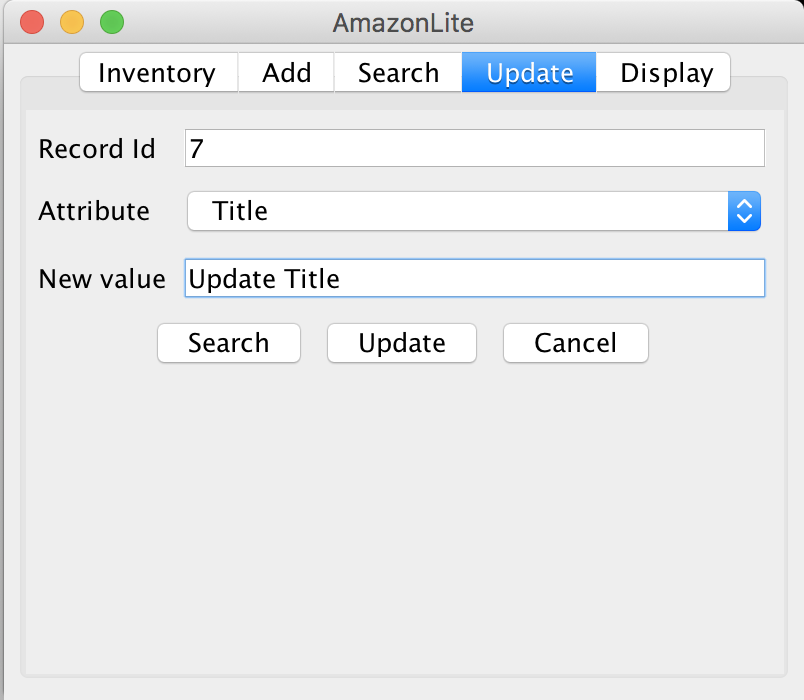 AmazonLite
Inventory Add Search Update Display
Record Id 7
Attribute Title
New value Update Title
Search Update Cancel